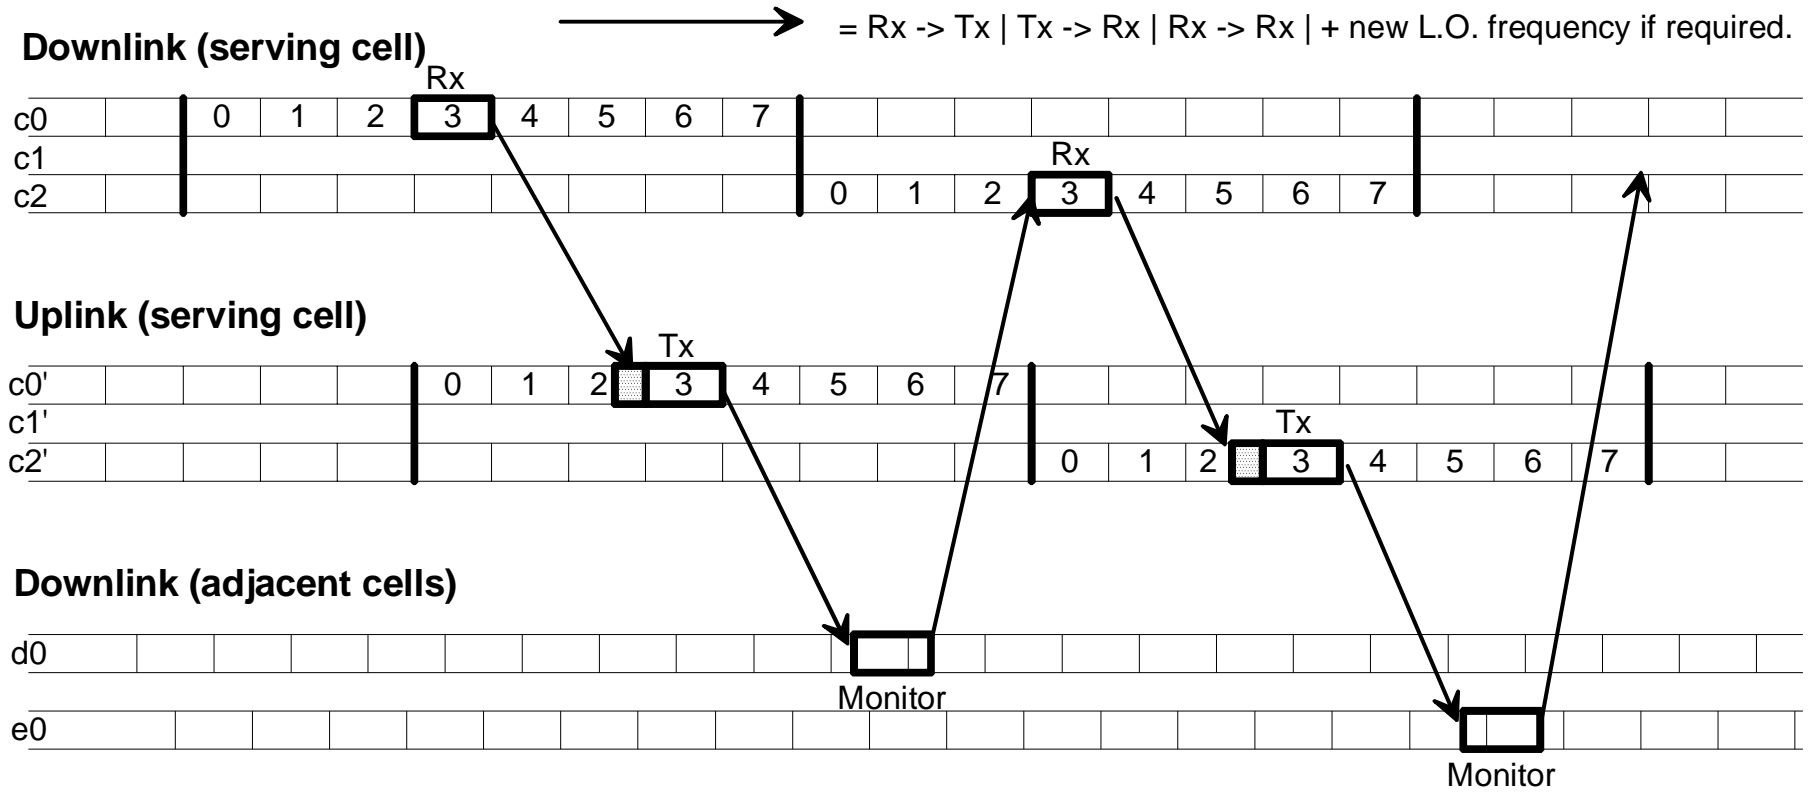 = Rx -> Tx | Tx -> Rx | Rx -> Rx | + new L.O. frequency if required.
Downlink (serving cell)
Rx
c0 0 1 2 3 4 5 6 7
c1
Rx
c2 0 1 2 3 4 5 6 7
Uplink (serving cell)
Tx
c0' 0 1 2 3 4 5 6 7
c1'
Tx
c2' 0 1 2 3 4 5 6 7
Downlink (adjacent cells)
d0
Monitor
e0
Monitor